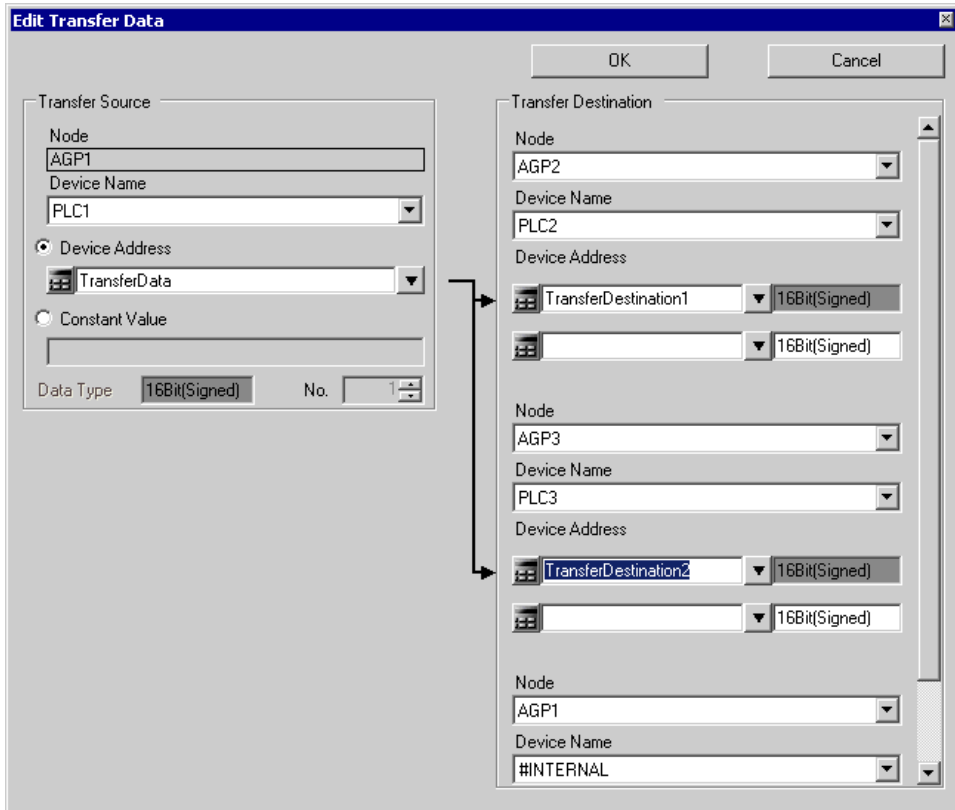 Edit Transfer Data
OK
Cancel
Transfer Source
Node
AGP1
Device Name
PLC1
Device Address
TransferData
Constant Value
Data Type 16Bit(Signed) No. 1
Transfer Destination
Node
AGP2
Device Name
PLC2
Device Address
TransferDestination1 16Bit(Signed)
16Bit(Signed)
Node
AGP3
Device Name
PLC3
Device Address
TransferDestination2 16Bit(Signed)
16Bit(Signed)
Node
AGP1
Device Name
#INTERNAL